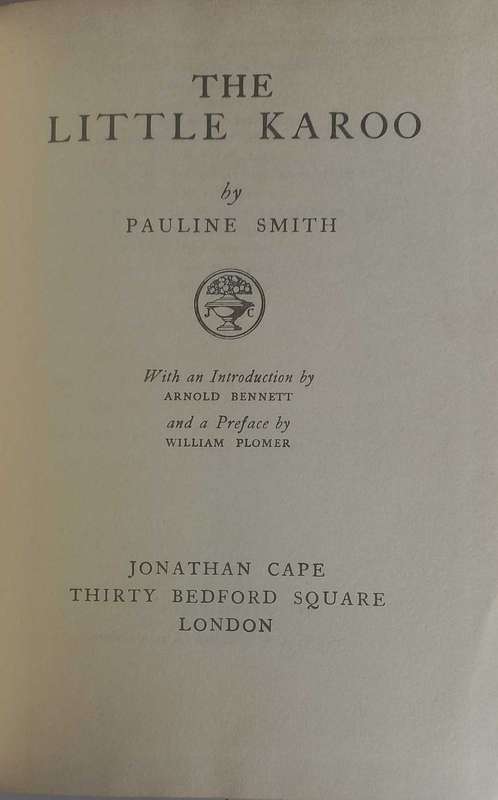 THE
LITTLE KAROO
by
PAULINE SMITH
J C
With an Introduction by
ARNOLD BENNETT
and a Preface by
WILLIAM PLOMER
JONATHAN CAPE
THIRTY BEDFORD SQUARE
LONDON